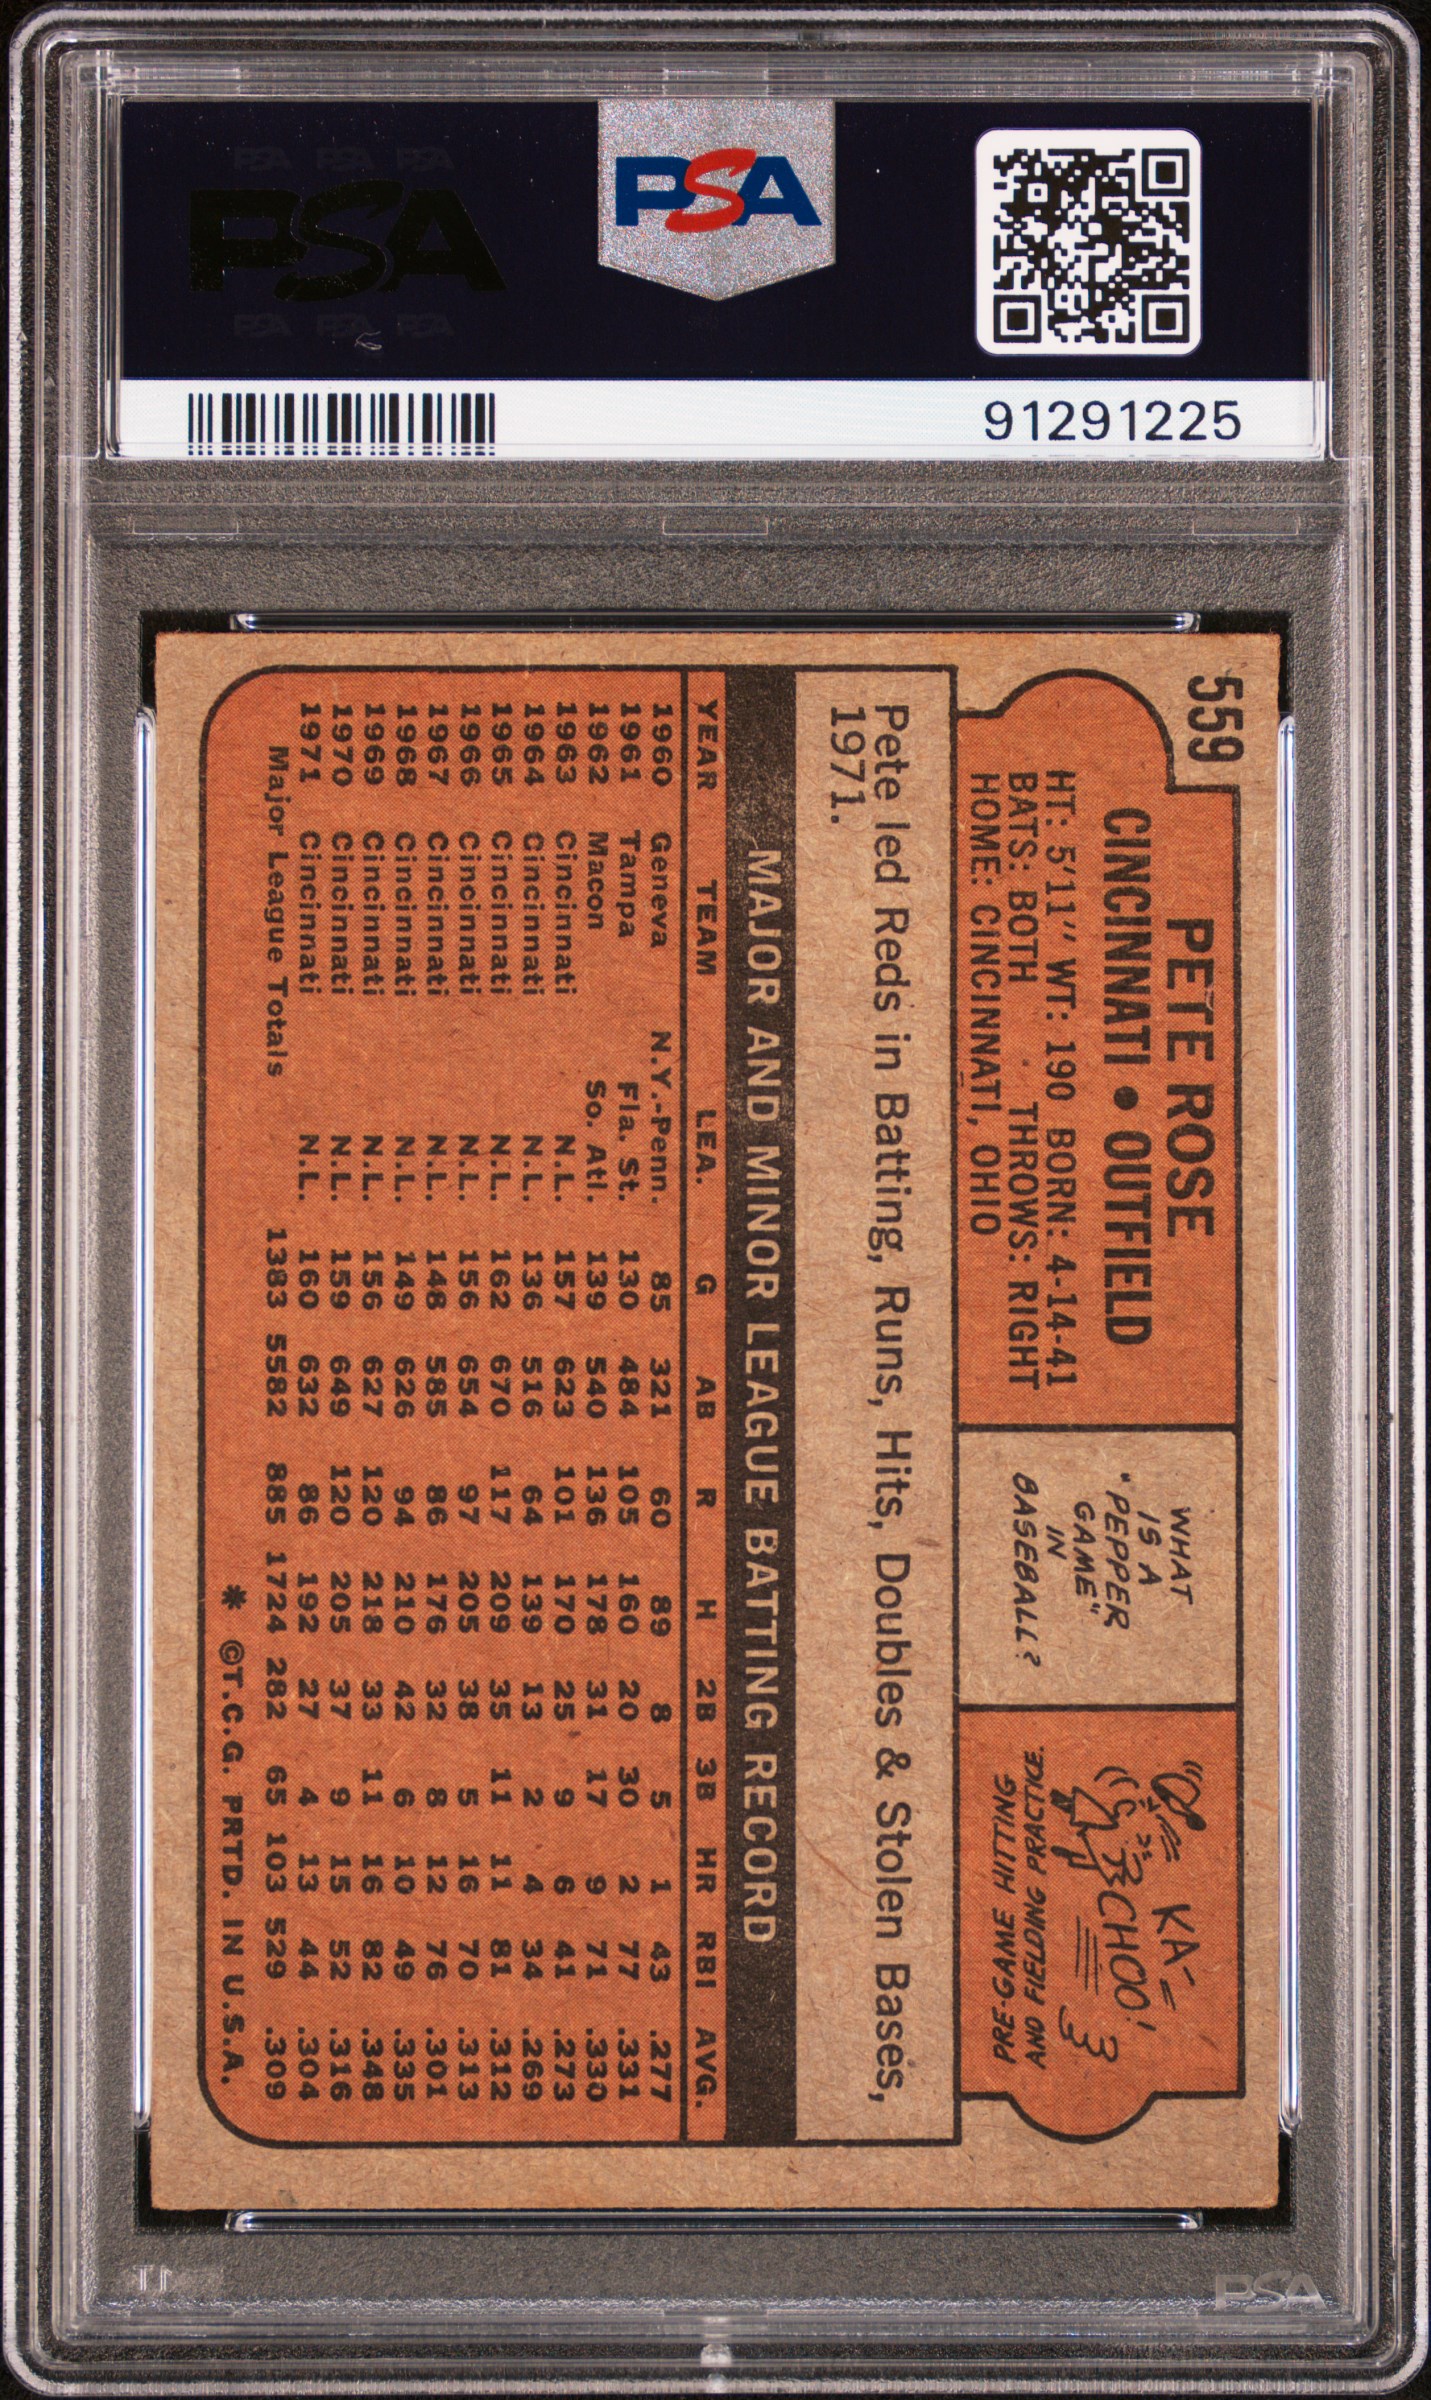 PSA PSA PSA
PSA
PSA PSA PSA
PSA
91291225
559
PETE ROSE
CINCINNATI • OUTFIELD
HT: 5'11" WT: 190 BORN: 4-14-41
BATS: BOTH THROWS: RIGHT
HOME: CINCINNATI, OHIO
WHAT
IS A
"PEPPER
GAME"
IN
BASEBALL?
KA-
CHOO!
PRE-GAME HITTING
AND FIELDING PRACTICE.
Pete led Reds in Batting, Runs, Hits, Doubles & Stolen Bases,
1971.
MAJOR AND MINOR LEAGUE BATTING RECORD
YEAR TEAM LEA. G AB R H 2B 3B HR RBI AVG.
1960 Geneva N.Y.-Penn. 85 321 60 89 8 5 1 43 .277
1961 Tampa Fla. St. 130 484 105 160 20 30 2 77 .331
1962 Macon So. Atl. 139 540 136 178 31 17 9 71 .330
1963 Cincinnati N.L. 157 623 101 170 25 9 6 41 .273
1964 Cincinnati N.L. 136 516 64 139 13 2 4 34 .269
1965 Cincinnati N.L. 162 670 117 209 35 11 11 81 .312
1966 Cincinnati N.L. 156 654 97 205 38 5 16 70 .313
1967 Cincinnati N.L. 148 585 86 176 32 8 12 76 .301
1968 Cincinnati N.L. 149 626 94 210 42 6 10 49 .335
1969 Cincinnati N.L. 156 627 120 218 33 11 16 82 .348
1970 Cincinnati N.L. 159 649 120 205 37 9 15 52 .316
1971 Cincinnati N.L. 160 632 86 192 27 4 13 44 .304
Major League Totals 1383 5582 885 1724 282 65 103 529 .309
* ©T.C.G. PRTD. IN U.S.A.
PSA